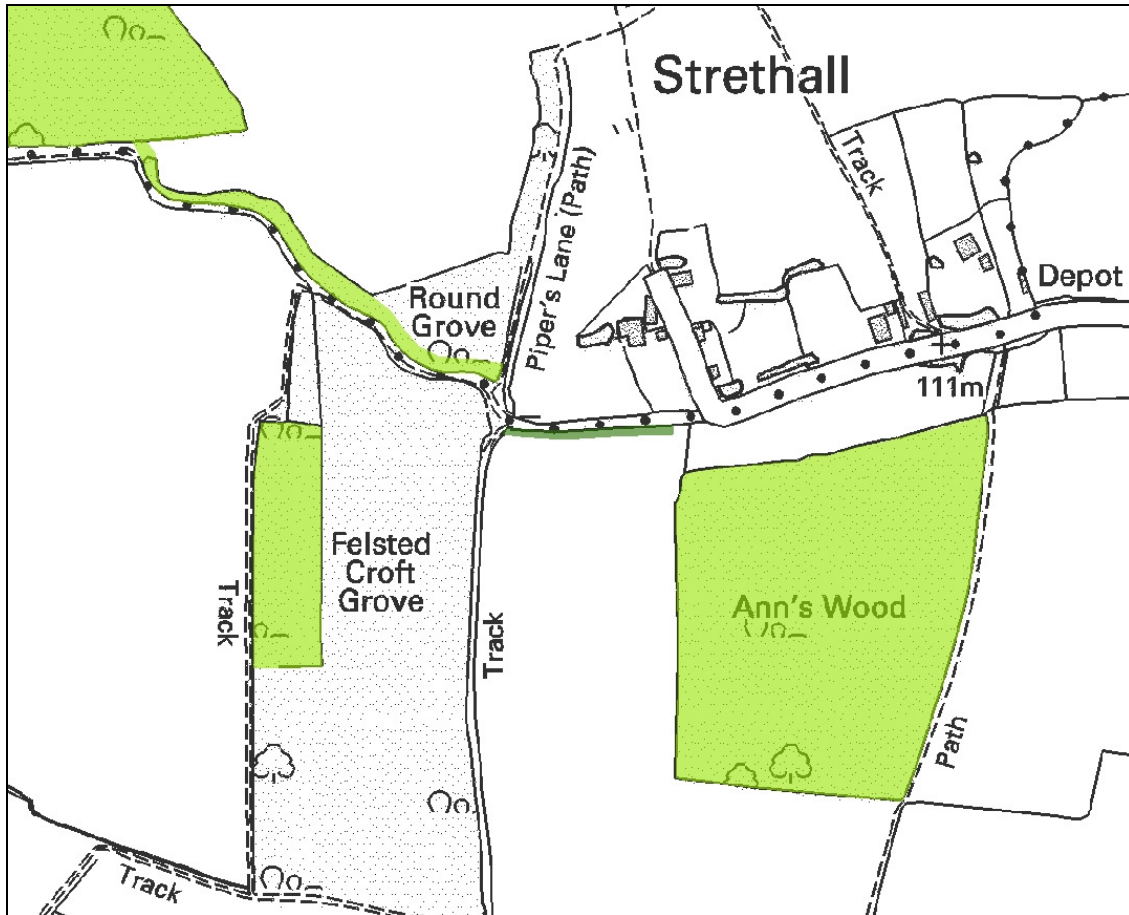 Strethall
Track
Piper's Lane (Path)
Depot
Round
Grove
111m
Felsted
Croft
Grove
Track
Track
Ann's Wood
Path
Track